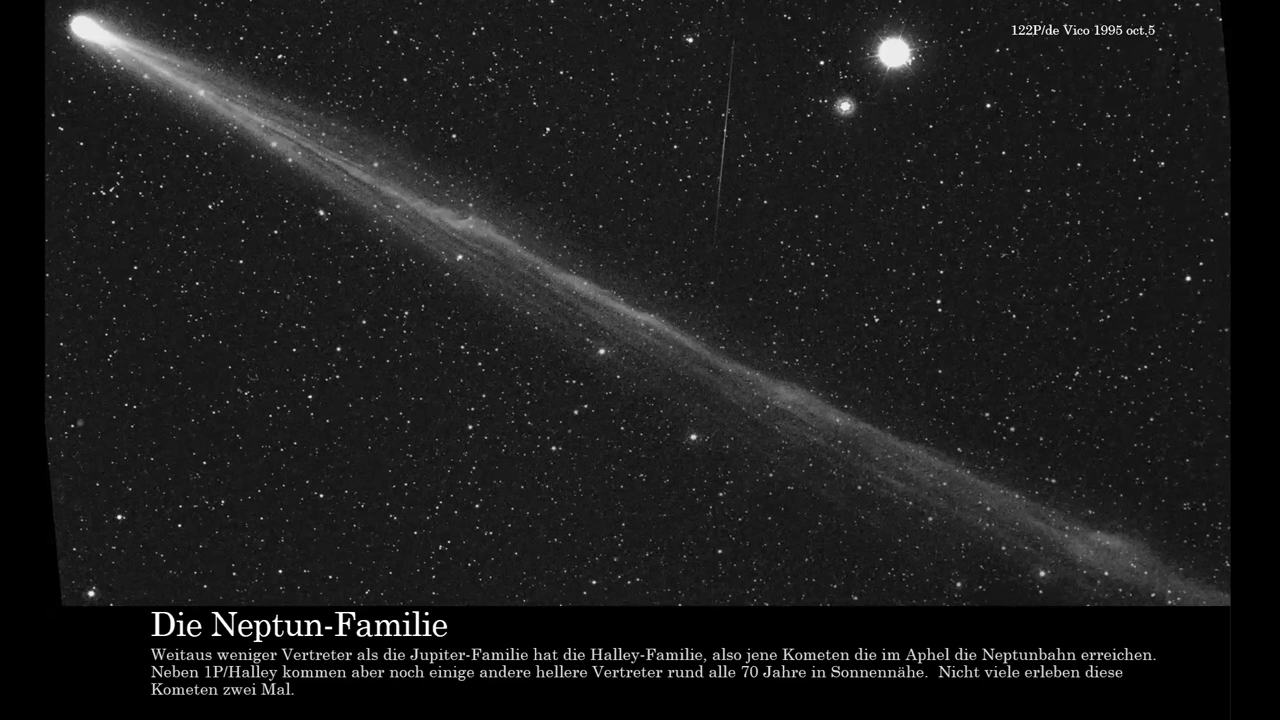 122P/de Vico 1995 oct.5
Die Neptun-Familie
Weitaus weniger Vertreter als die Jupiter-Familie hat die Halley-Familie, also jene Kometen die im Aphel die Neptunbahn erreichen.
Neben 1P/Halley kommen aber noch einige andere hellere Vertreter rund alle 70 Jahre in Sonnennähe.  Nicht viele erleben diese
Kometen zwei Mal.